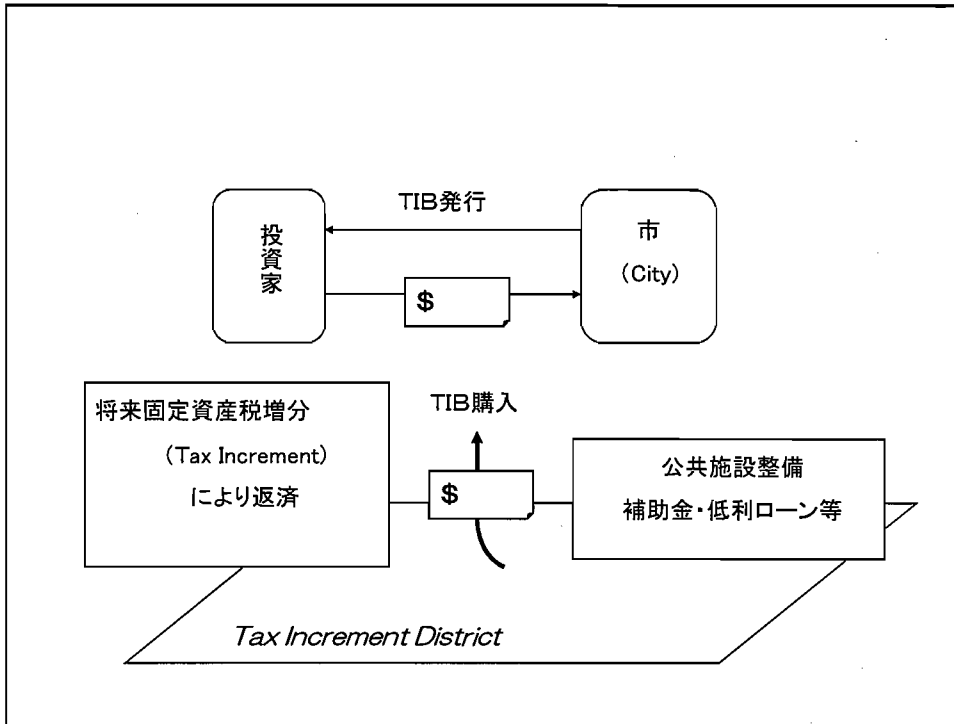 TIB発行
投資家
市
(City)
$
将来固定資産税増分
(Tax Increment)
により返済
TIB購入
$
公共施設整備
補助金・低利ローン等
Tax Increment District